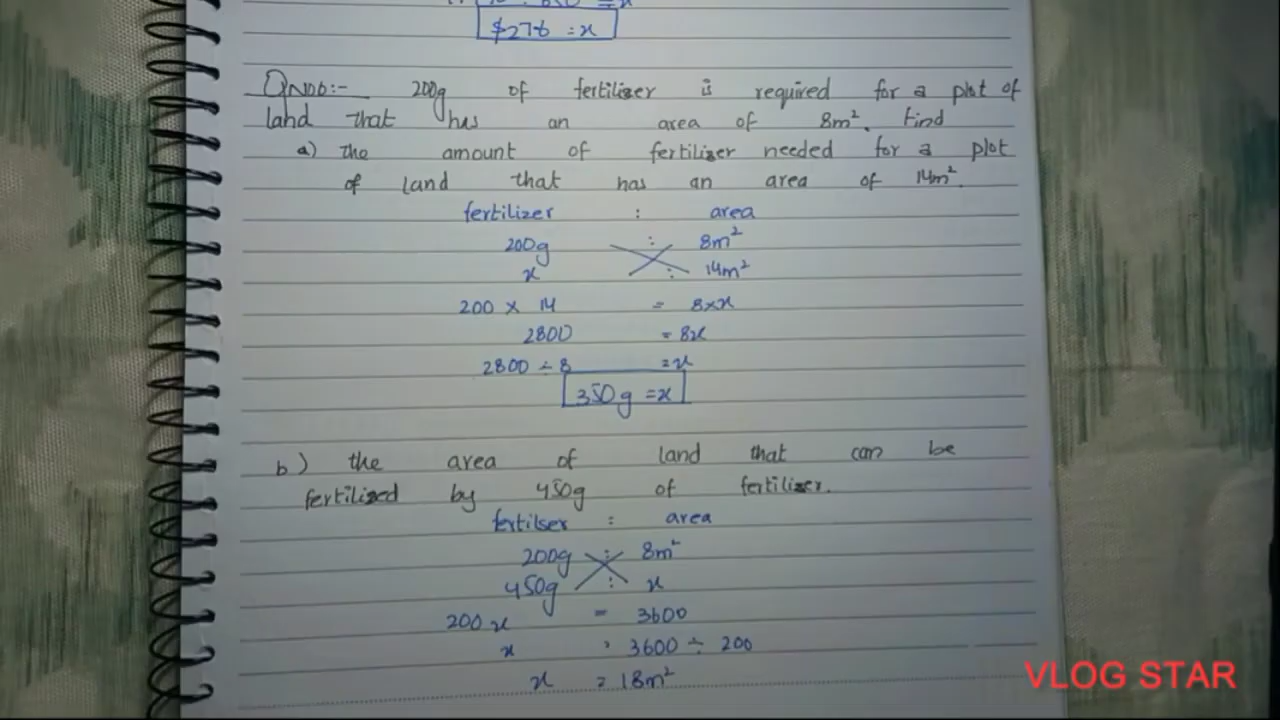 $276 = x
QNo6:- 200g of fertilizer is required for a plot of
land that has an area of 8m². Find
a) the amount of fertilizer needed for a plot
of land that has an area of 14m².
fertilizer : area
200g : 8m²
x : 14m²
200 × 14 = 8×x
2800 = 8x
2800 ÷ 8 = x
350g = x
b) the area of land that can be
fertilised by 450g of fertilizer.
fertilser : area
200g : 8m²
450g : x
200x = 3600
x = 3600 ÷ 200
x = 18m²
VLOG STAR